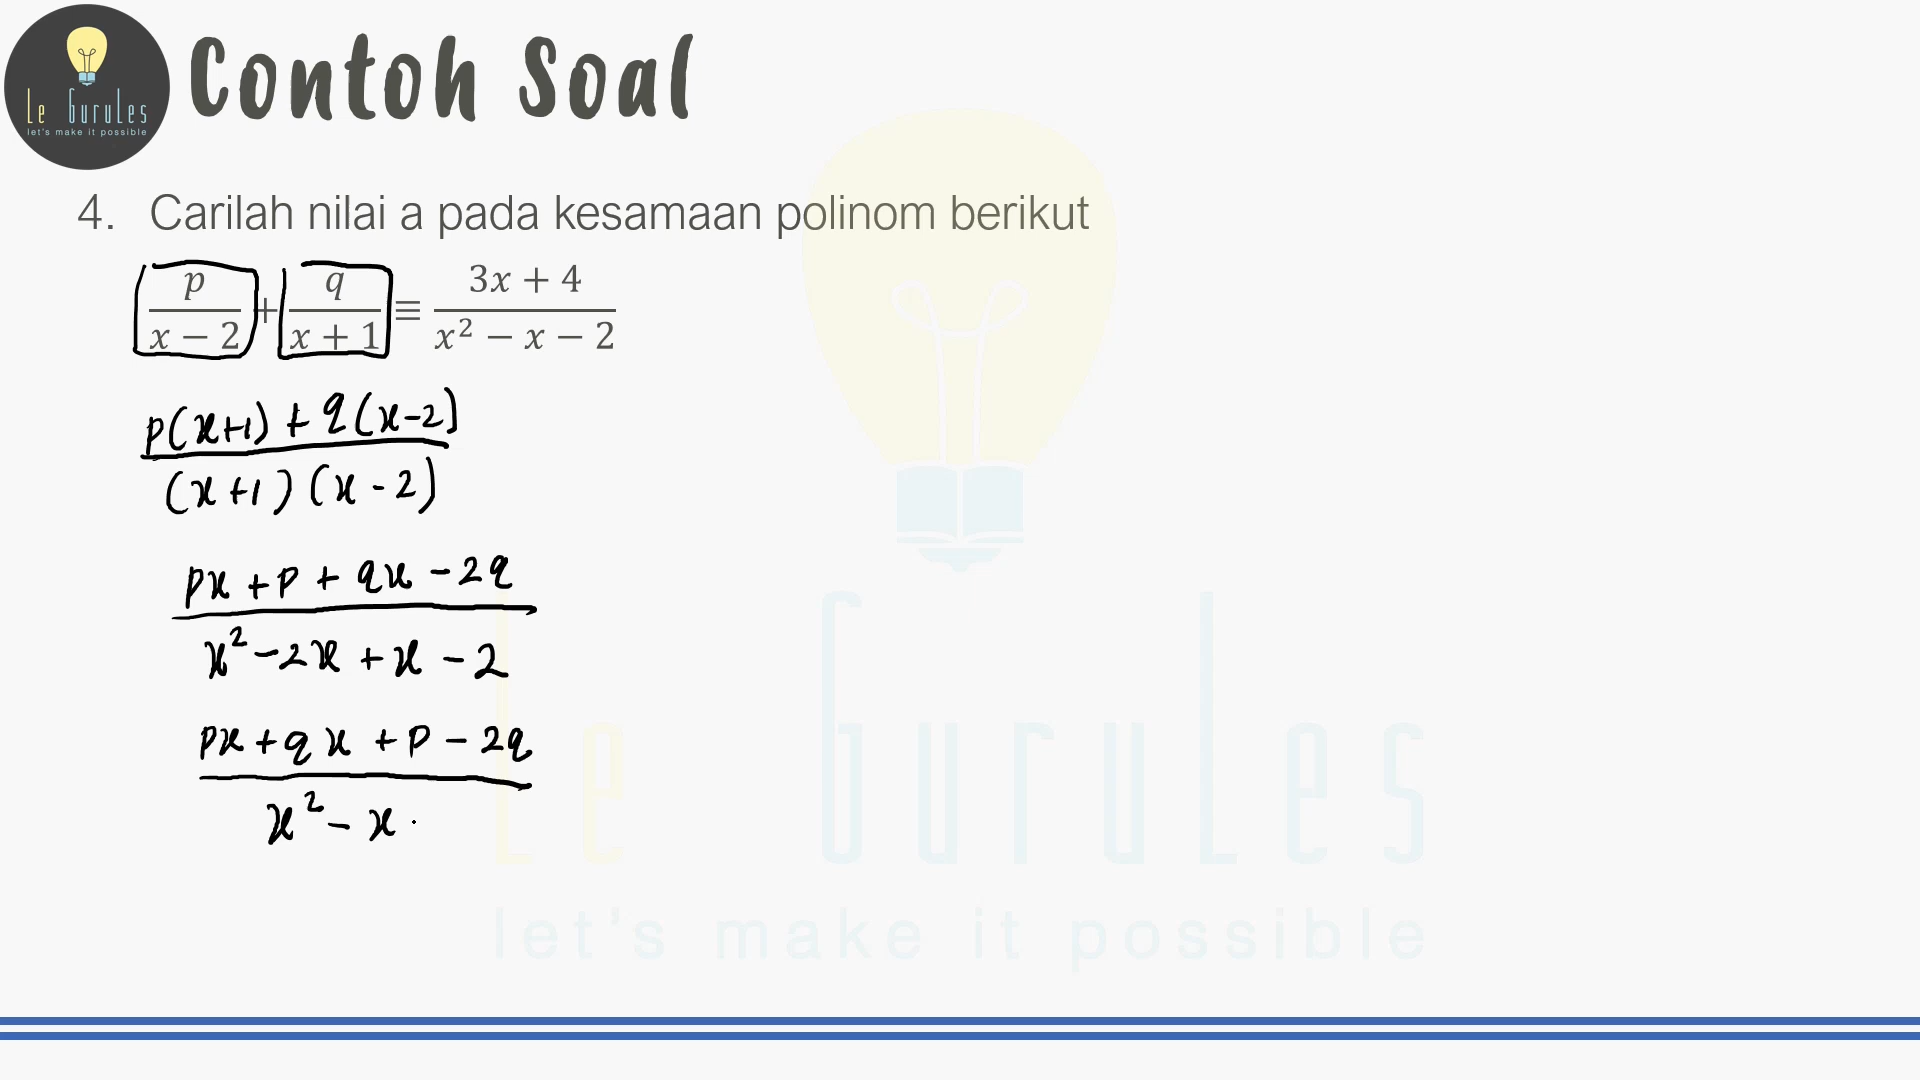 Le GuruLes
let's make it possible
Contoh Soal
4. Carilah nilai a pada kesamaan polinom berikut
p/(x − 2) + q/(x + 1) ≡ (3x + 4)/(x² − x − 2)
p(x+1) + q(x-2)
(x+1) (x-2)
px + p + qx - 2q
x² - 2x + x - 2
px + qx + p - 2q
x² - x
Le GuruLes
let's make it possible